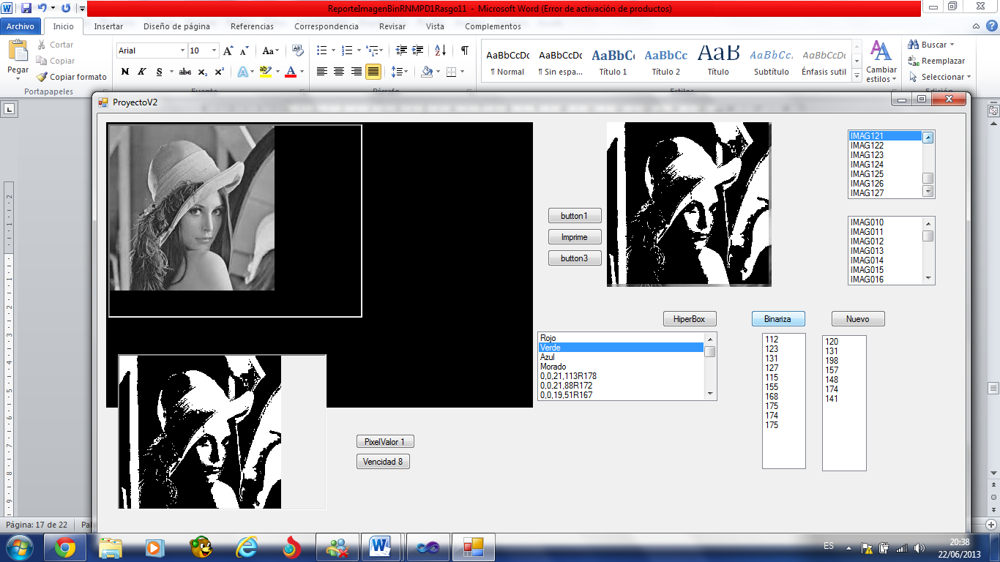 ReporteImagenBinRNMPD1Rasgo11 - Microsoft Word (Error de activación de productos)
Archivo Inicio Insertar Diseño de página Referencias Correspondencia Revisar Vista Complementos
Pegar
Cortar
Copiar
Copiar formato
Portapapeles
Arial 10
N K S abc x₂ x²
Fuente
Párrafo
AaBbCcDc AaBbCcDc AaBbCc AaBbCc AaB AaBbCc. AaBbCcDc
¶ Normal ¶ Sin espa... Título 1 Título 2 Título Subtítulo Énfasis sutil
Cambiar
estilos
Estilos
Buscar
Reemplazar
Seleccionar
Edición
ProyectoV2
button1
Imprime
button3
IMAG121
IMAG122
IMAG123
IMAG124
IMAG125
IMAG126
IMAG127
IMAG010
IMAG011
IMAG012
IMAG013
IMAG014
IMAG015
IMAG016
HiperBox Binariza Nuevo
Rojo
Verde
Azul
Morado
0,0,21,113R178
0,0,21,88R172
0,0,19,51R167
112
123
131
127
115
155
168
175
174
175
120
131
198
157
148
174
141
PixelValor 1
Vencidad 8
Página: 17 de 22
ES
20:38
22/06/2013